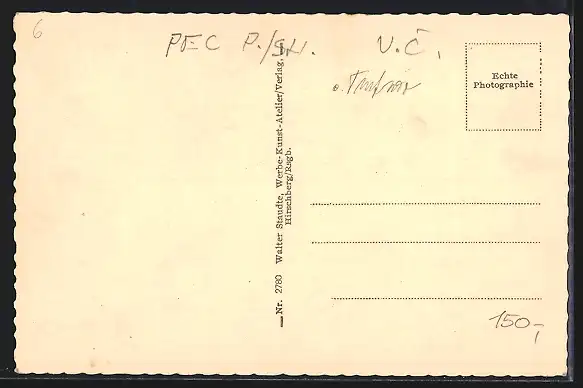 6
PEC P./SN. V.Č.
Echte
Photographie
Nr. 2780 Walter Staudte, Werbe-Kunst-Atelier/Verlag,
Hirschberg/Rsgb.
150,-